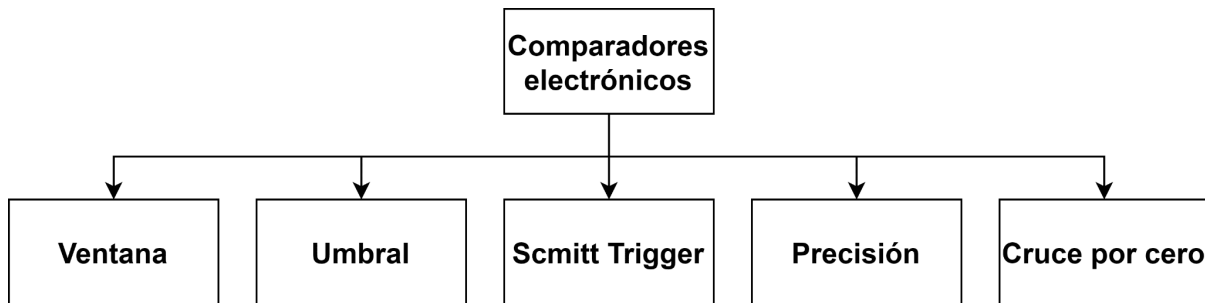 Comparadores
electrónicos
Ventana
Umbral
Scmitt Trigger
Precisión
Cruce por cero